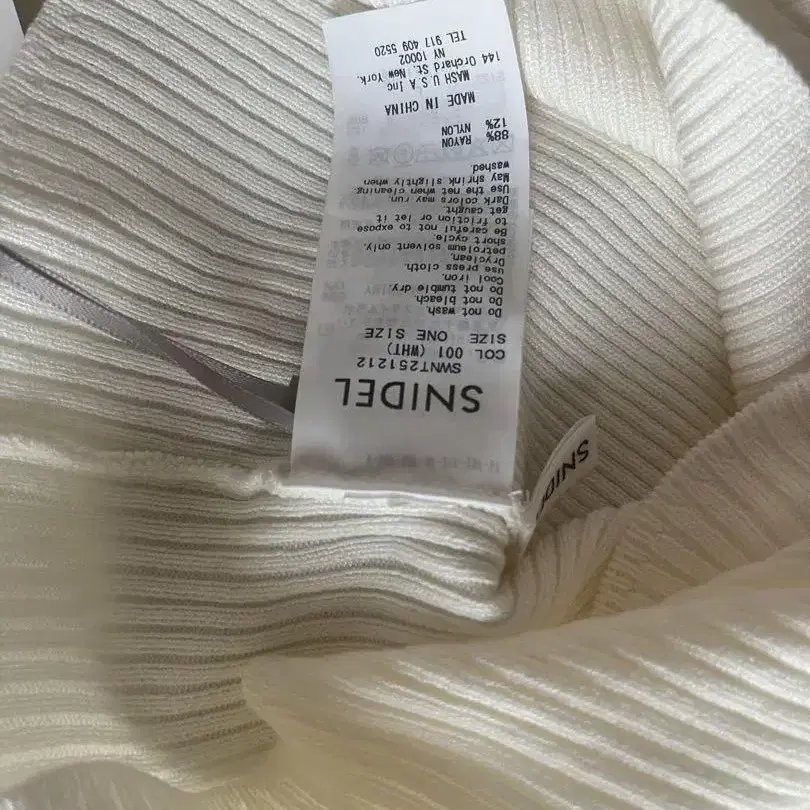 SNIDEL
SWNT251212
COL 001 (WHT)
SIZE ONE SIZE
Do not wash.
Do not bleach.
Do not tumble dry.
Cool iron.
use press cloth.
Dryclean.
petroleum solvent only.
short cycle.
Be careful not to expose
to friction or let it
get caught.
Dark colors may run.
Use the net when cleaning.
May shrink slightly when
washed.
88% RAYON
12% NYLON
MADE IN CHINA
MASH U S A Inc
144 Orchard St. New York.
NY 10002
TEL 917 409 5520
SNID